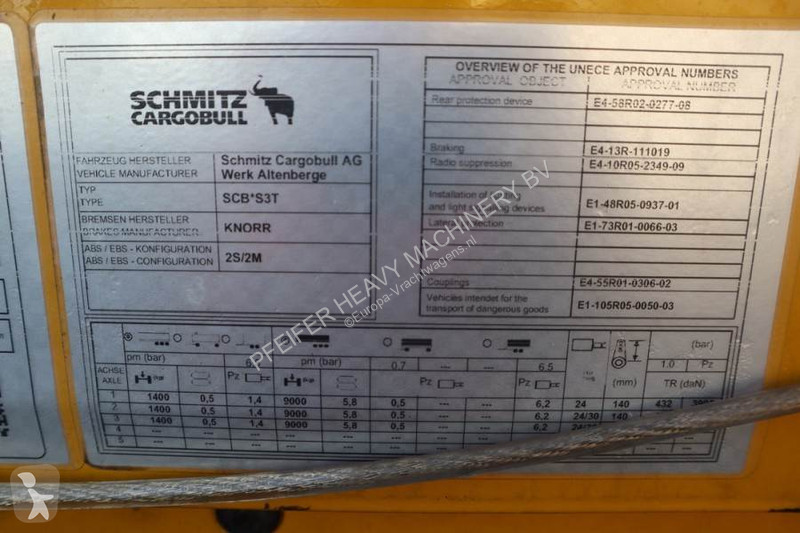 SCHMITZ
CARGOBULL
FAHRZEUG HERSTELLER
VEHICLE MANUFACTURER
Schmitz Cargobull AG
Werk Altenberge
TYP
TYPE
SCB*S3T
BREMSEN HERSTELLER
BRAKES MANUFACTURER
KNORR
ABS / EBS - KONFIGURATION
ABS / EBS - CONFIGURATION
2S/2M
OVERVIEW OF THE UNECE APPROVAL NUMBERS
APPROVAL OBJECT APPROVAL NUMBER
Rear protection device E4-58R02-0277-08
Braking E4-13R-111019
Radio suppression E4-10R05-2349-09
Installation of lighting
and light signalling devices E1-48R05-0937-01
Lateral protection E1-73R01-0066-03
Couplings E4-55R01-0306-02
Vehicles intendet for the
transport of dangerous goods E1-105R05-0050-03
PFEIFER HEAVY MACHINERY BV
©Europa-Vrachtwagens.nl
(bar)
pm (bar) pm (bar) 0.7 --- --- 6.5 1.0 Pz
ACHSE
AXLE
Pz Pz (mm) TR (daN)
1 1400 0,5 1,4 9000 5,8 0,5 --- --- 6,2 24 140 432
2 1400 0,5 1,4 9000 5,8 0,5 --- --- 6,2 24/30 140
3 1400 0,5 1,4 9000 5,8 0,5 --- --- 6,2
4 --- --- --- --- --- --- --- --- ---
5